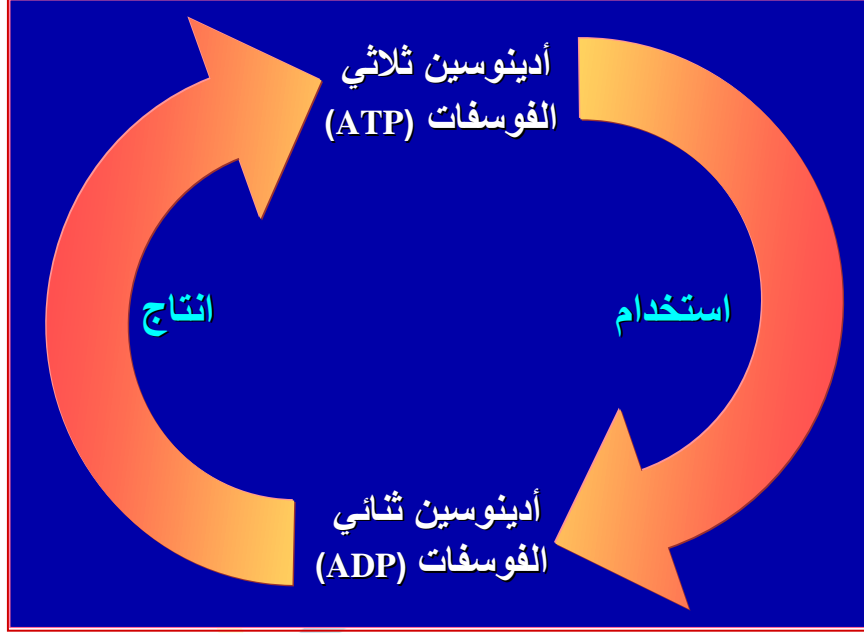 أدينوسين ثلاثي
الفوسفات (ATP)
استخدام
انتاج
أدينوسين ثنائي
الفوسفات (ADP)